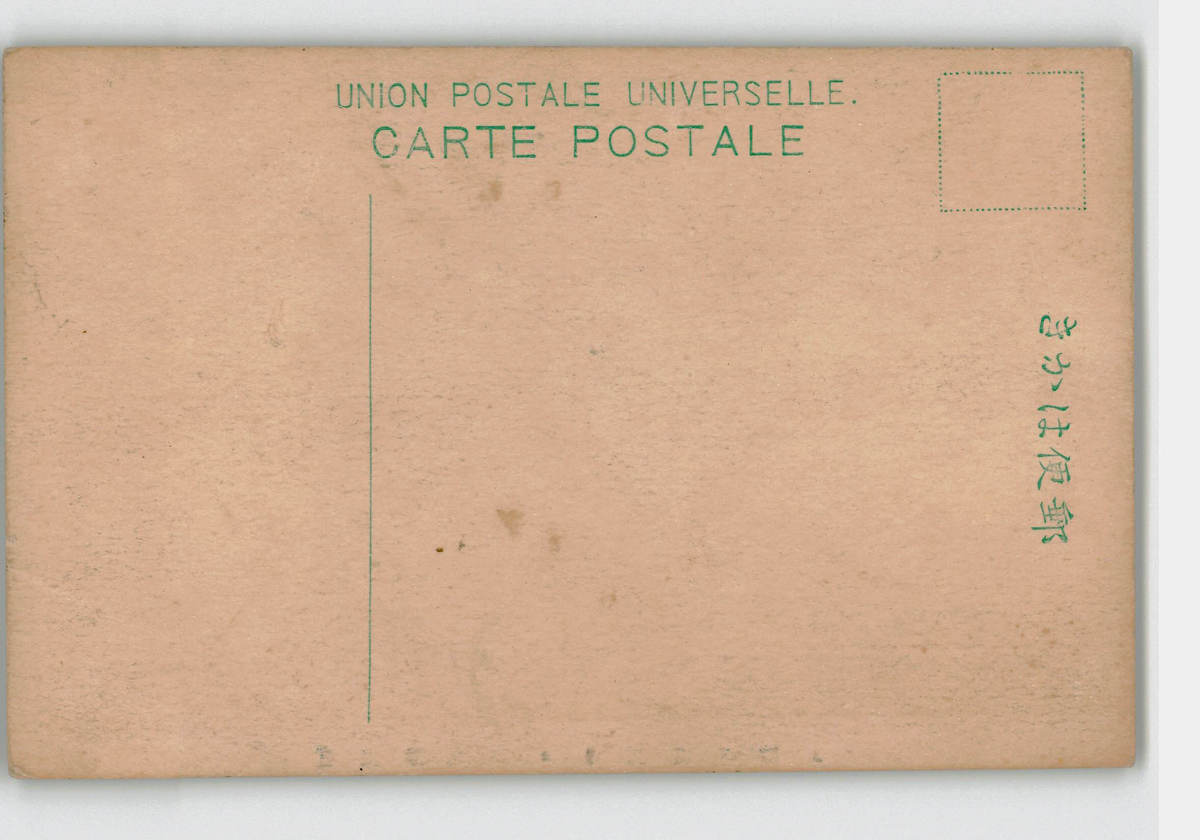 UNION POSTALE UNIVERSELLE.
CARTE POSTALE
きかは便郵